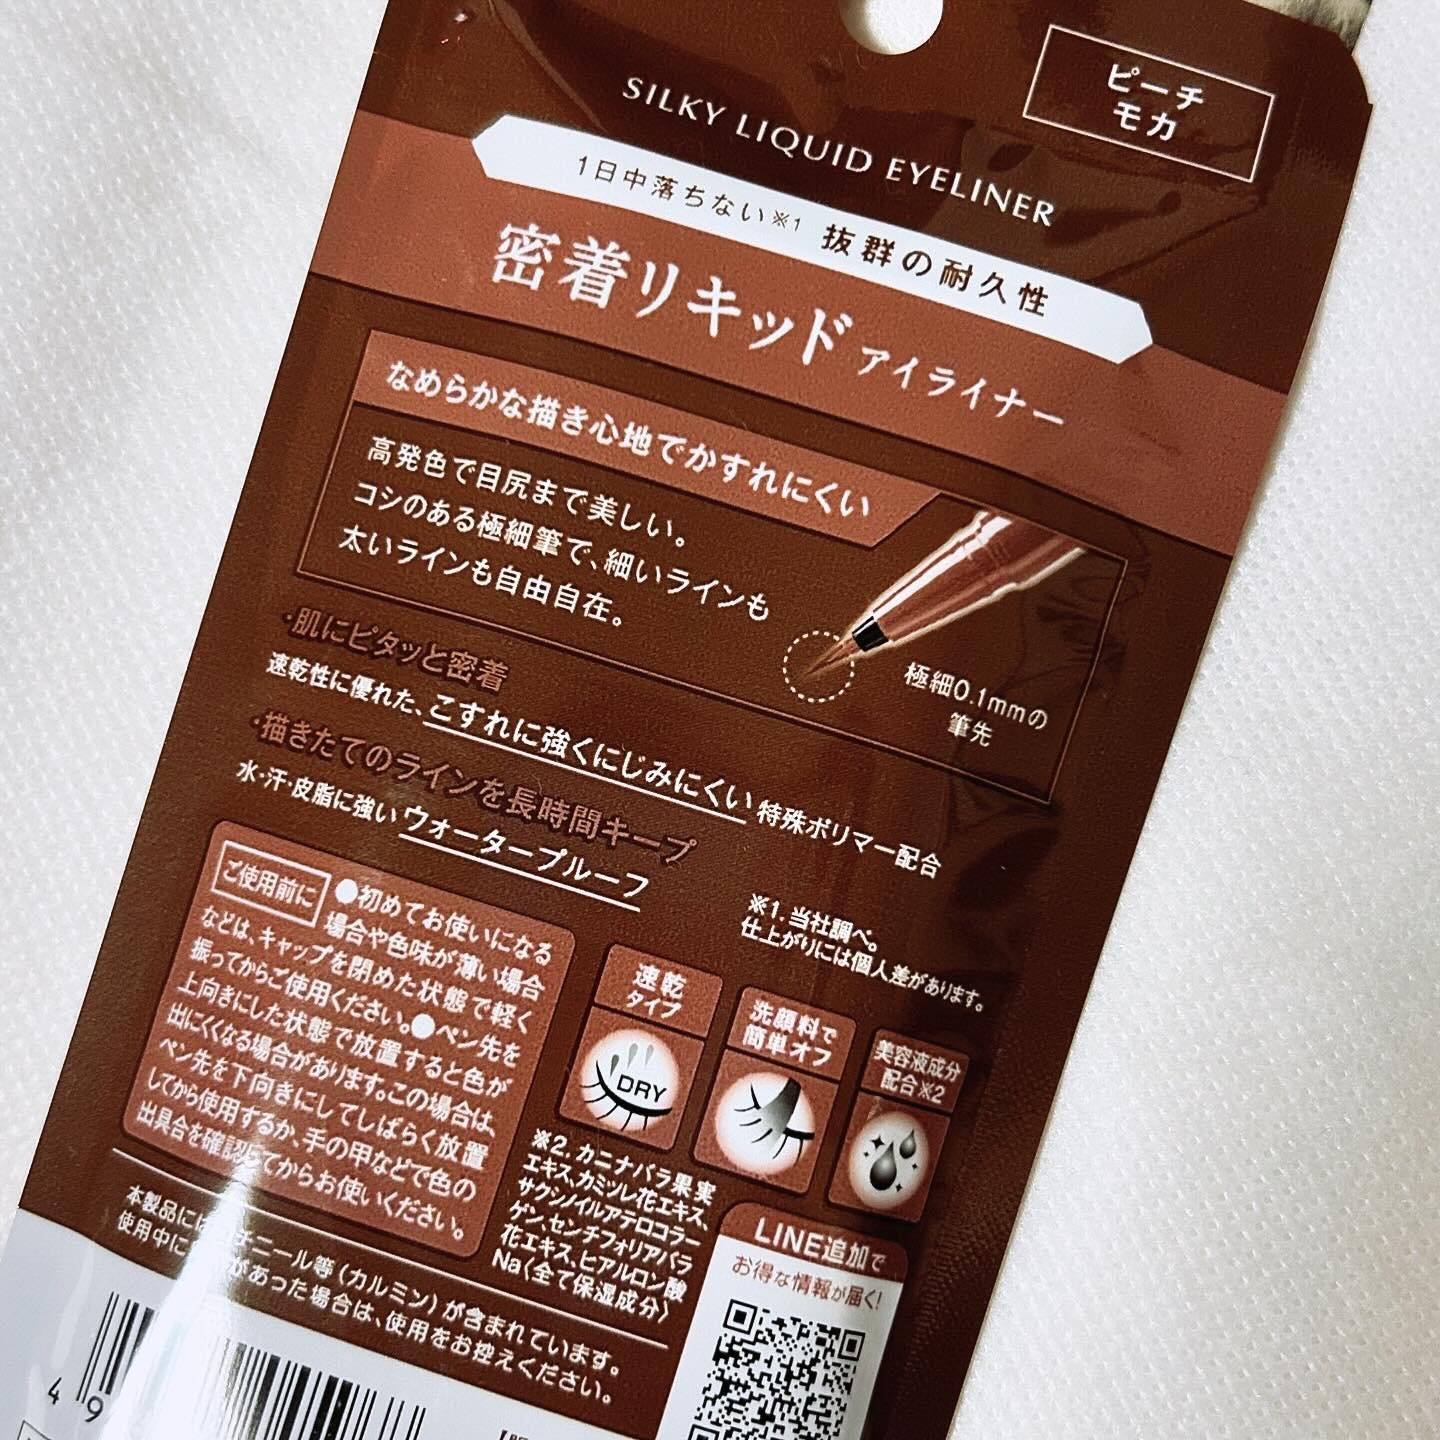 ピーチ
モカ
SILKY LIQUID EYELINER
1日中落ちない※1 抜群の耐久性
密着リキッドアイライナー
なめらかな描き心地でかすれにくい
高発色で目尻まで美しい。
コシのある極細筆で、細いラインも
太いラインも自由自在。
極細0.1mmの
筆先
・肌にピタッと密着
速乾性に優れた、こすれに強くにじみにくい 特殊ポリマー配合
・描きたてのラインを長時間キープ
水・汗・皮脂に強いウォータープルーフ
※1. 当社調べ。
仕上がりには個人差があります。
ご使用前に ●初めてお使いになる
場合や色味が薄い場合
などは、キャップを閉めた状態で軽く
振ってからご使用ください。●ペン先を
上向きにした状態で放置すると色が
出にくくなる場合があります。この場合は、
ペン先を下向きにしてしばらく放置
してから使用するか、手の甲などで色の
出具合を確認してからお使いください。
速乾
タイプ
DRY
洗顔料で
簡単オフ
美容液成分
配合※2
※2. カニナバラ果実
エキス、カミツレ花エキス、
サクシノイルアテロコラー
ゲン、センチフォリアバラ
花エキス、ヒアルロン酸
Na〈全て保湿成分〉
本製品には チニール等(カルミン)が含まれています。
使用中に があった場合は、使用をお控えください。
LINE追加で
お得な情報が届く!
4 9